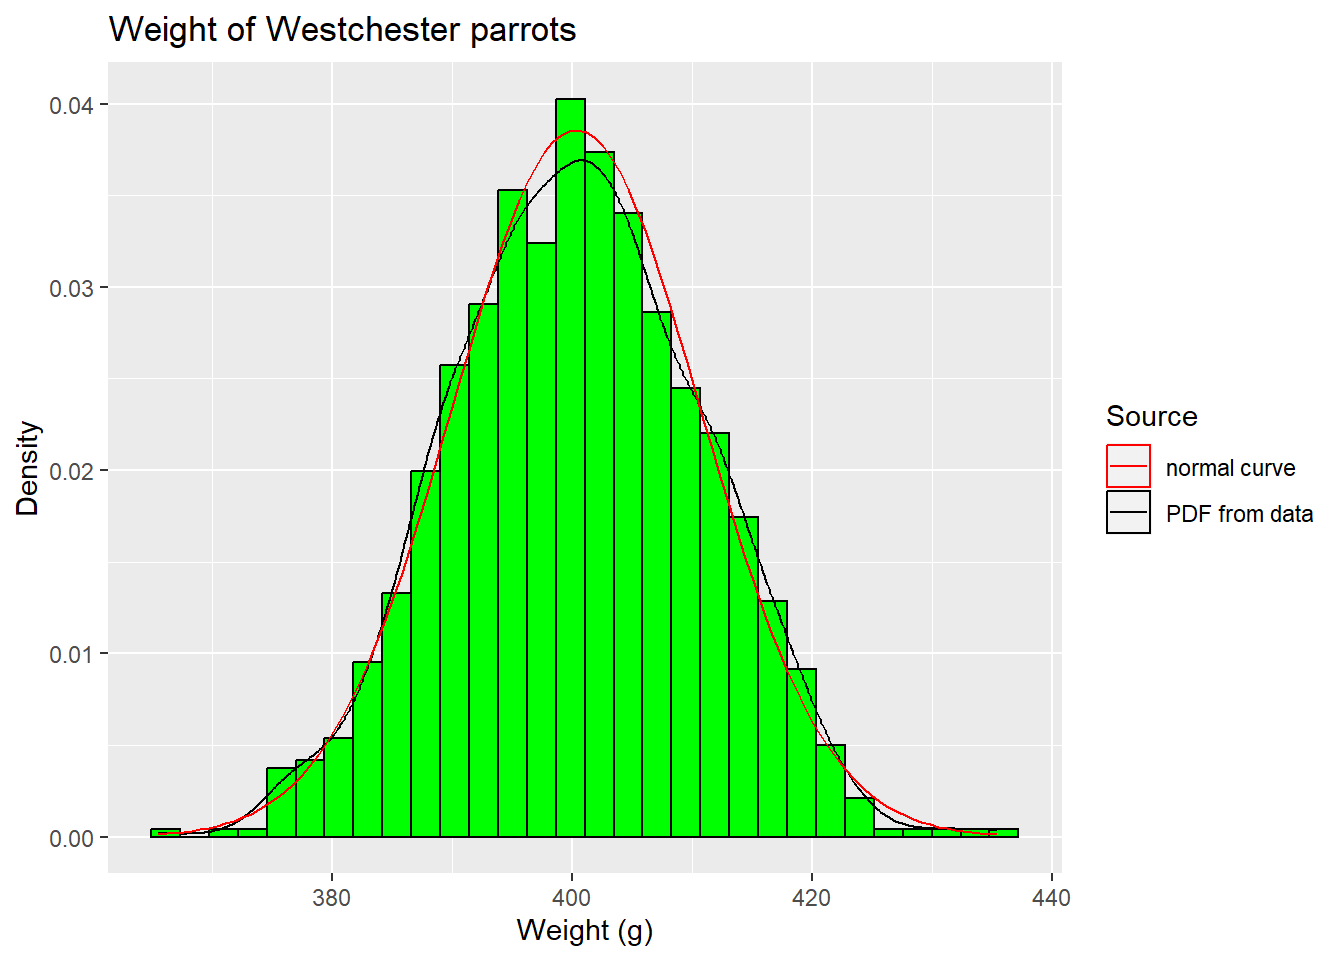 Weight of Westchester parrots
0.04
0.03
0.02
0.01
0.00
Density
380
400
420
440
Weight (g)
Source
normal curve
PDF from data